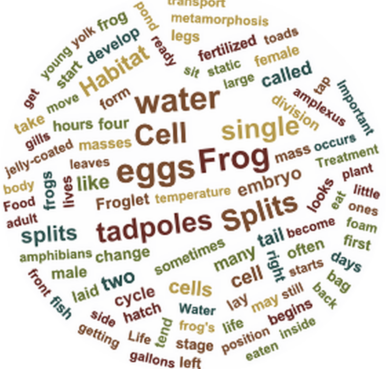 transport
pond
metamorphosis
frog
legs
yolk
young
develop
ready
fertilized
toads
start
Habitat
sit
static
female
get
move
form
large
called
tap
Important
take
water
amplexus
division
gills
hours
four
Cell
single
jelly-coated
masses
mass
occurs
leaves
eggs
Frog
Treatment
body
frogs
lives
like
embryo
plant
Food
Froglet
temperature
looks
little
adult
tadpoles
Splits
eat
ones
splits
become
foam
amphibians
change
sometimes
many
tail
often
first
male
right
days
front
fish
laid
two
cells
cell
starts
bag
cycle
lay
may
still
back
side
hatch
Water
begins
getting
Life
tend
frog's
life
position
inside
stage
eaten
gallons
left